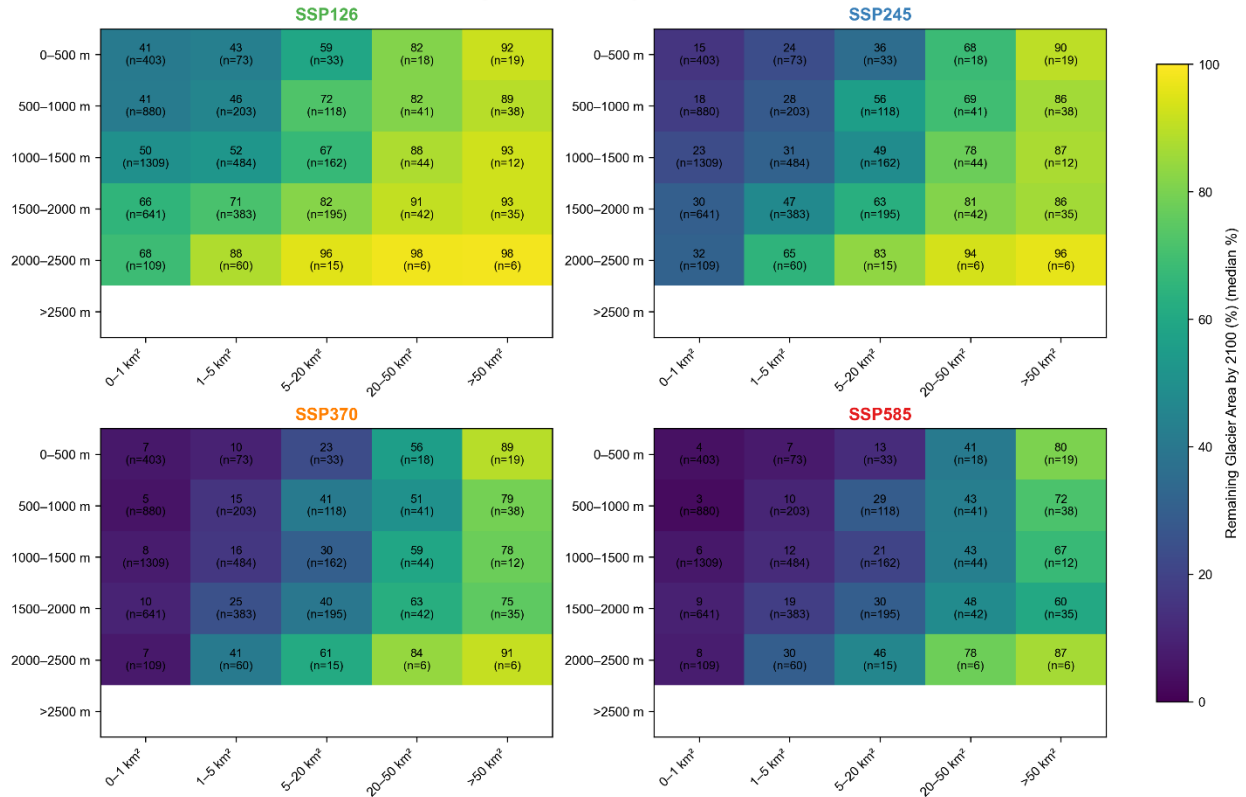 SSP126
0–500 m
41
(n=403)
43
(n=73)
59
(n=33)
82
(n=18)
92
(n=19)
500–1000 m
41
(n=880)
46
(n=203)
72
(n=118)
82
(n=41)
89
(n=38)
1000–1500 m
50
(n=1309)
52
(n=484)
67
(n=162)
88
(n=44)
93
(n=12)
1500–2000 m
66
(n=641)
71
(n=383)
82
(n=195)
91
(n=42)
93
(n=35)
2000–2500 m
68
(n=109)
88
(n=60)
96
(n=15)
98
(n=6)
98
(n=6)
>2500 m
0–1 km²
1–5 km²
5–20 km²
20–50 km²
>50 km²
SSP245
0–500 m
15
(n=403)
24
(n=73)
36
(n=33)
68
(n=18)
90
(n=19)
500–1000 m
18
(n=880)
28
(n=203)
56
(n=118)
69
(n=41)
86
(n=38)
1000–1500 m
23
(n=1309)
31
(n=484)
49
(n=162)
78
(n=44)
87
(n=12)
1500–2000 m
30
(n=641)
47
(n=383)
63
(n=195)
81
(n=42)
86
(n=35)
2000–2500 m
32
(n=109)
65
(n=60)
83
(n=15)
94
(n=6)
96
(n=6)
>2500 m
0–1 km²
1–5 km²
5–20 km²
20–50 km²
>50 km²
SSP370
0–500 m
7
(n=403)
10
(n=73)
23
(n=33)
56
(n=18)
89
(n=19)
500–1000 m
5
(n=880)
15
(n=203)
41
(n=118)
51
(n=41)
79
(n=38)
1000–1500 m
8
(n=1309)
16
(n=484)
30
(n=162)
59
(n=44)
78
(n=12)
1500–2000 m
10
(n=641)
25
(n=383)
40
(n=195)
63
(n=42)
75
(n=35)
2000–2500 m
7
(n=109)
41
(n=60)
61
(n=15)
84
(n=6)
91
(n=6)
>2500 m
0–1 km²
1–5 km²
5–20 km²
20–50 km²
>50 km²
SSP585
0–500 m
4
(n=403)
7
(n=73)
13
(n=33)
41
(n=18)
80
(n=19)
500–1000 m
3
(n=880)
10
(n=203)
29
(n=118)
43
(n=41)
72
(n=38)
1000–1500 m
6
(n=1309)
12
(n=484)
21
(n=162)
43
(n=44)
67
(n=12)
1500–2000 m
9
(n=641)
19
(n=383)
30
(n=195)
48
(n=42)
60
(n=35)
2000–2500 m
8
(n=109)
30
(n=60)
46
(n=15)
78
(n=6)
87
(n=6)
>2500 m
0–1 km²
1–5 km²
5–20 km²
20–50 km²
>50 km²
100
80
60
40
20
0
Remaining Glacier Area by 2100 (%) (median %)